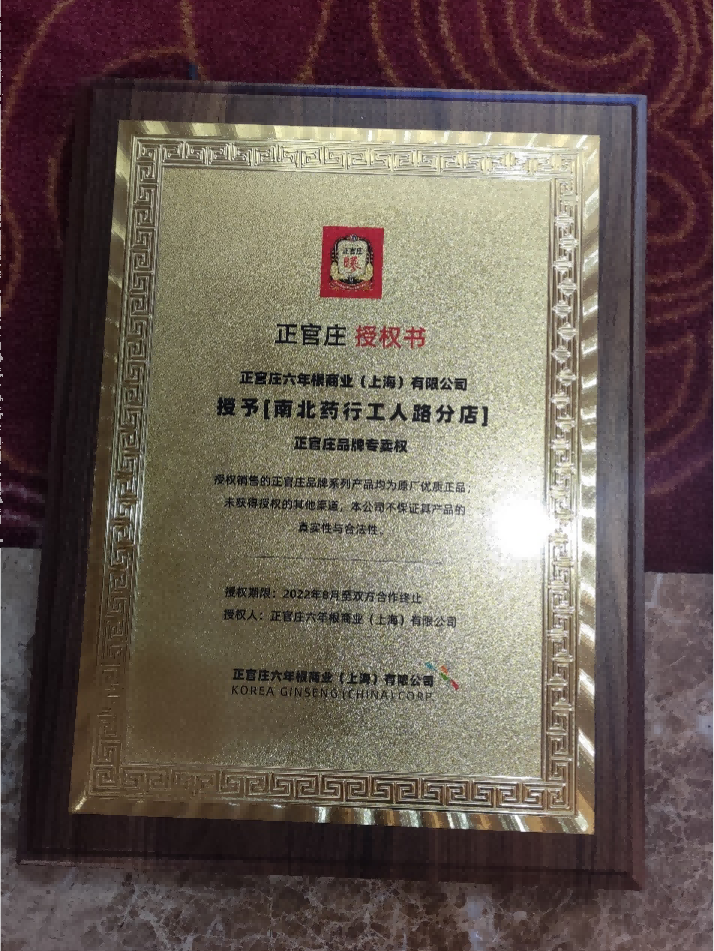 正官庄
正官庄 授权书
正官庄六年根商业（上海）有限公司
授予[南北药行工人路分店]
正官庄品牌专卖权
授权销售的正官庄品牌系列产品均为原厂优质正品，
未获得授权的其他渠道，本公司不保证其产品的
真实性与合法性。
授权期限：2022年8月至双方合作终止
授权人：正官庄六年根商业（上海）有限公司
正官庄六年根商业（上海）有限公司
KOREA GINSENG (CHINA) CORP.